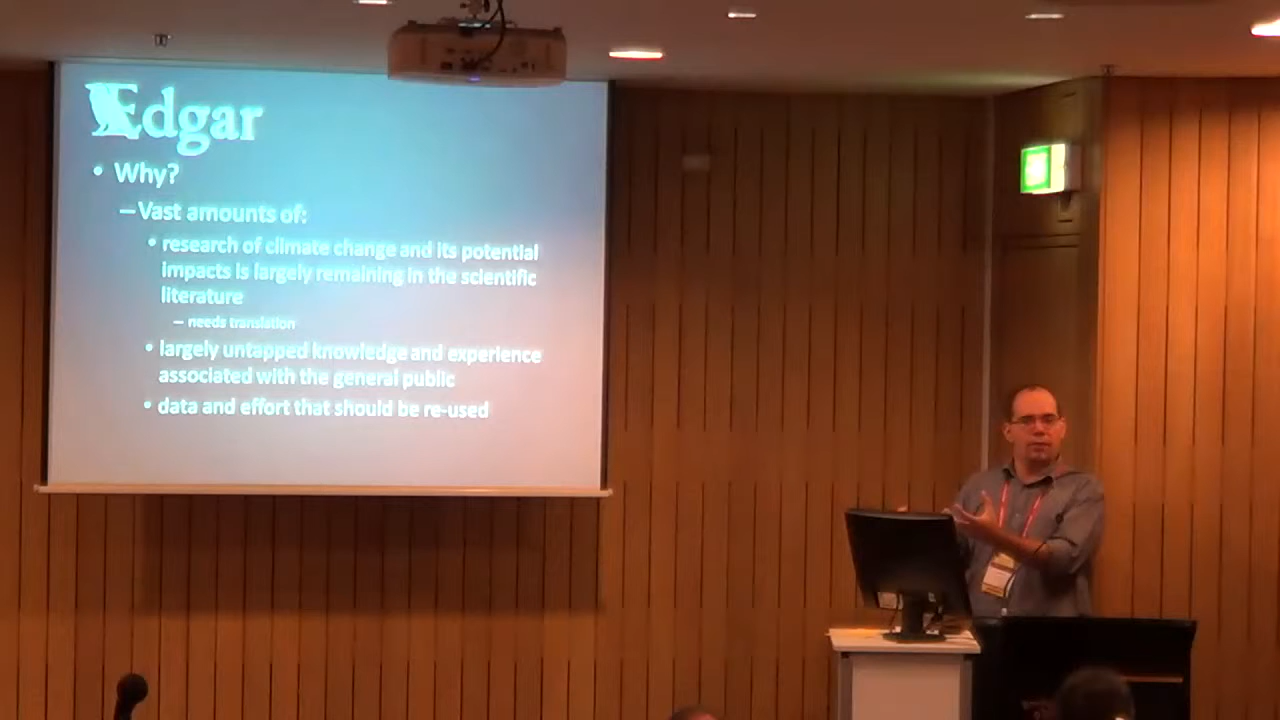 Edgar
• Why?
– Vast amounts of:
• research of climate change and its potential
impacts is largely remaining in the scientific
literature
– needs translation
• largely untapped knowledge and experience
associated with the general public
• data and effort that should be re-used